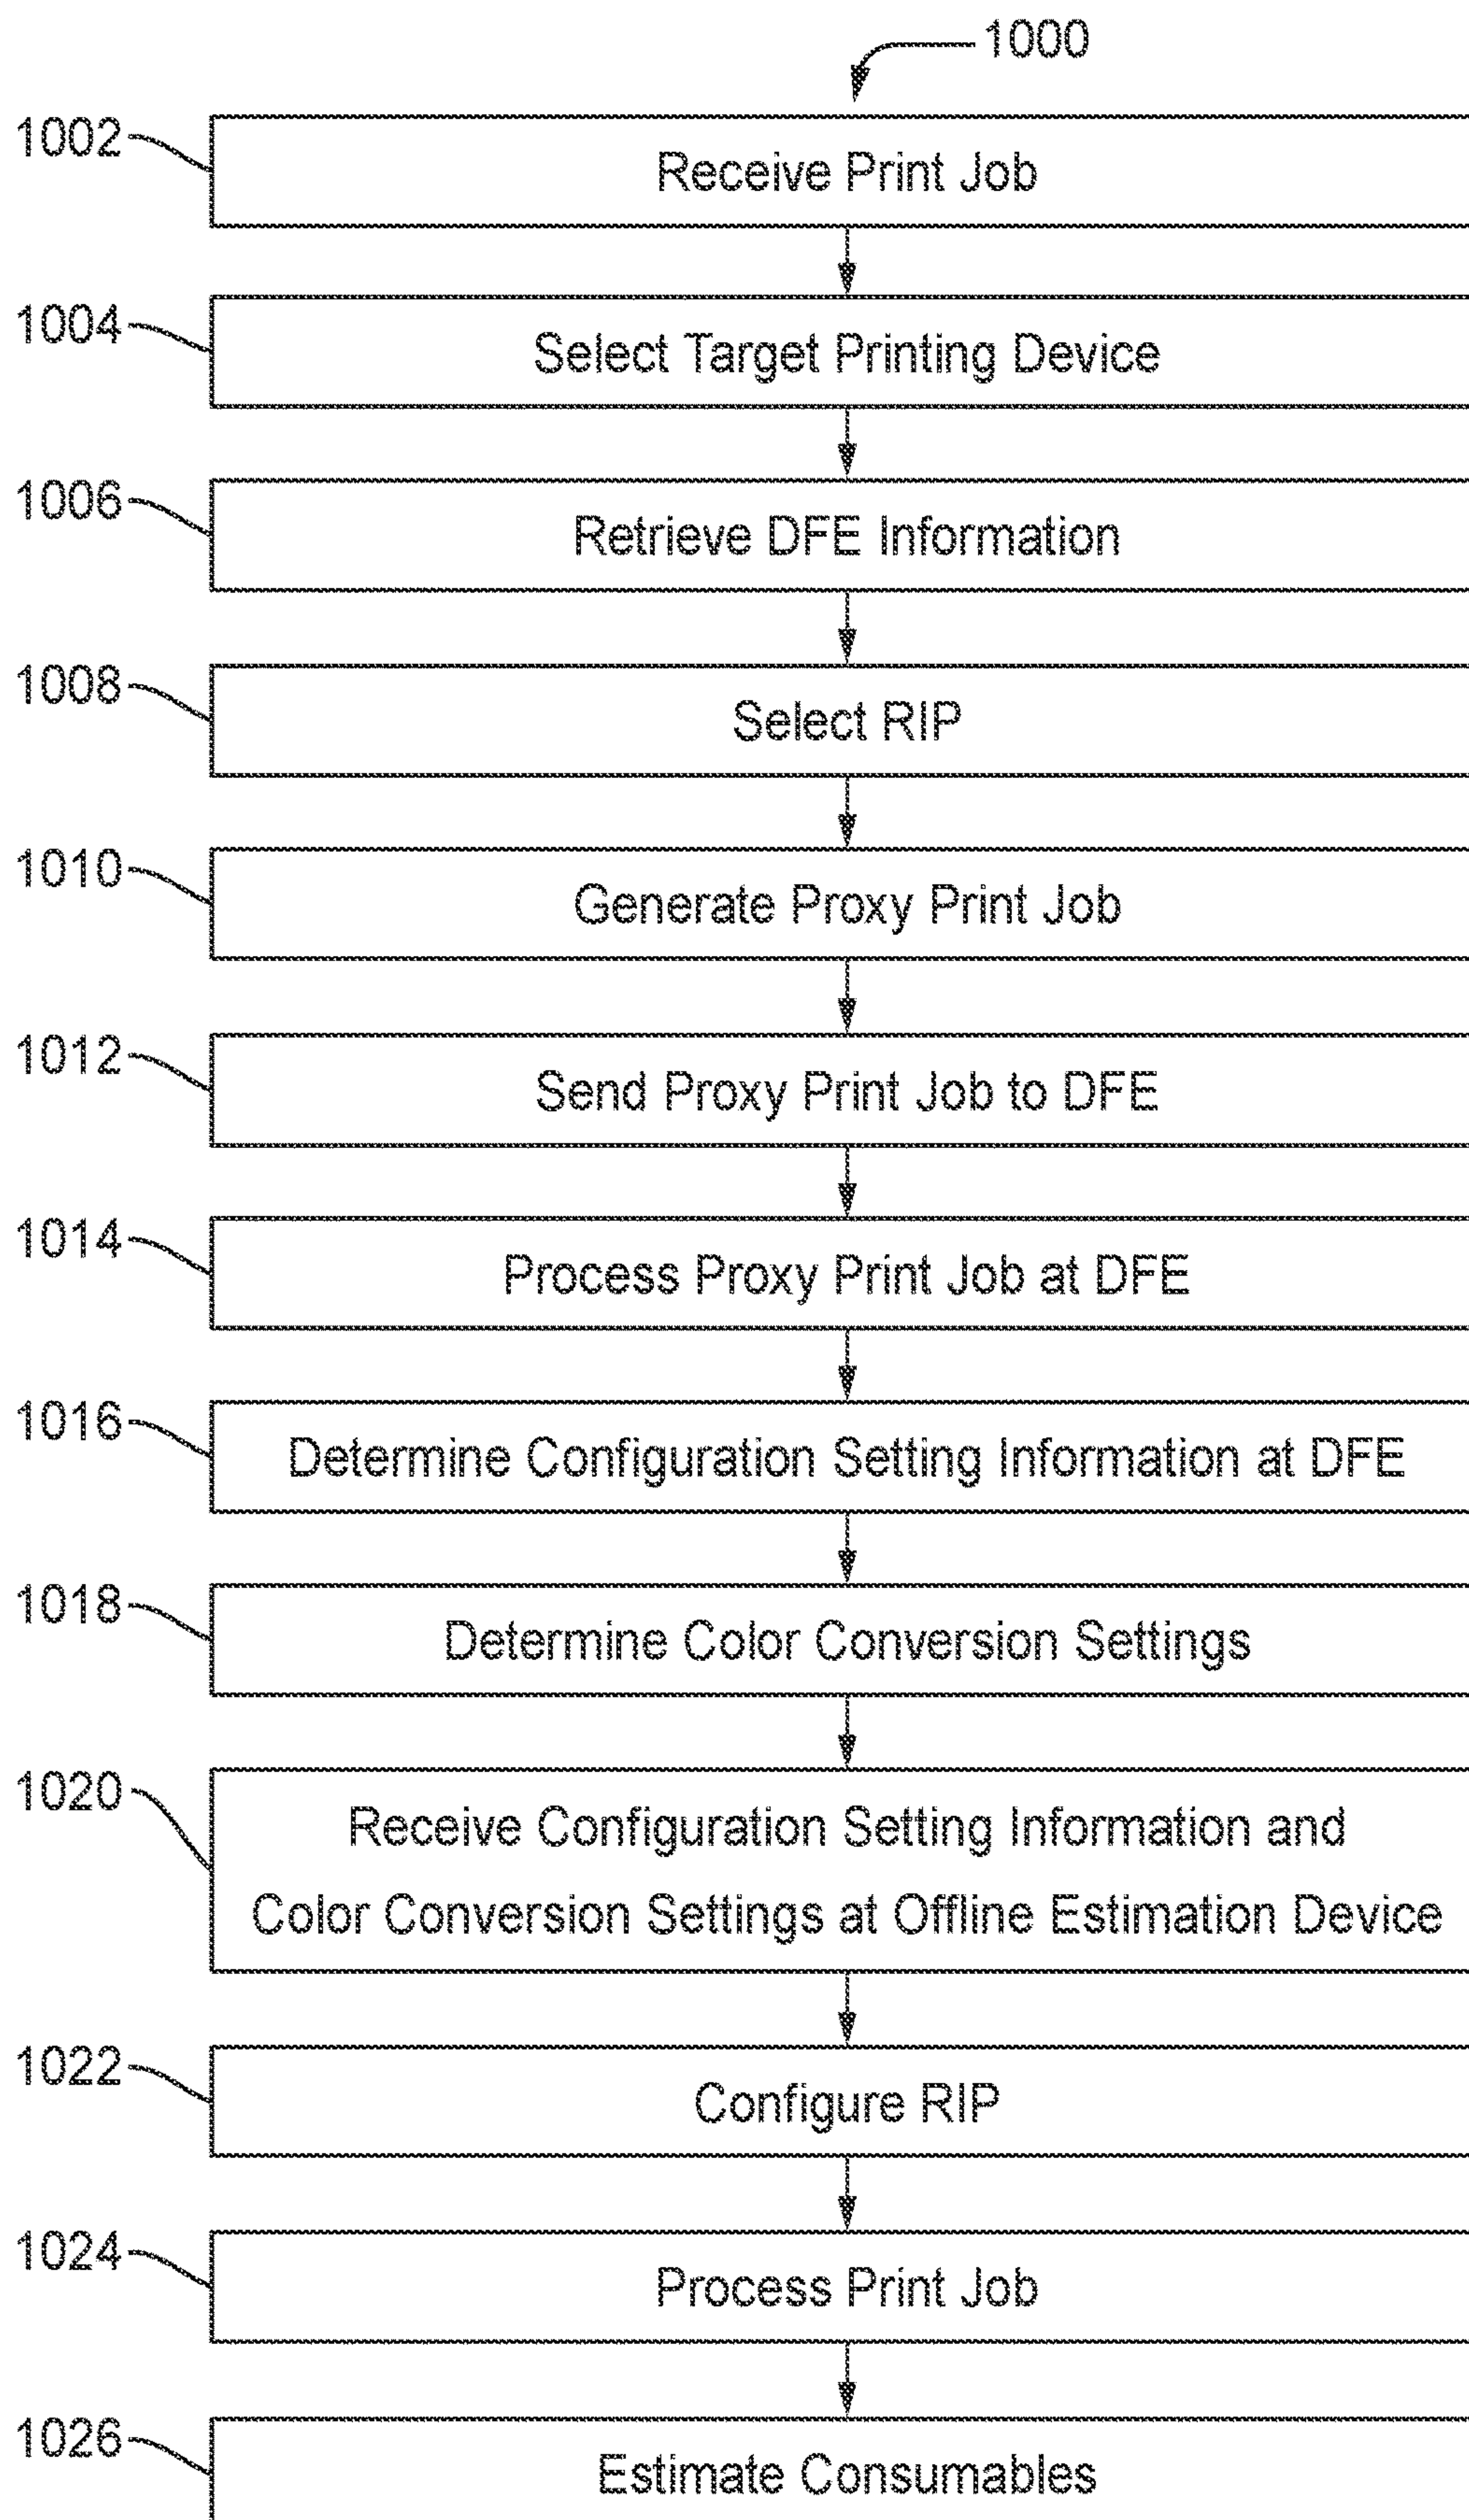 1000
1002
Receive Print Job
1004
Select Target Printing Device
1006
Retrieve DFE Information
1008
Select RIP
1010
Generate Proxy Print Job
1012
Send Proxy Print Job to DFE
1014
Process Proxy Print Job at DFE
1016
Determine Configuration Setting Information at DFE
1018
Determine Color Conversion Settings
1020
Receive Configuration Setting Information and
Color Conversion Settings at Offline Estimation Device
1022
Configure RIP
1024
Process Print Job
1026
Estimate Consumables